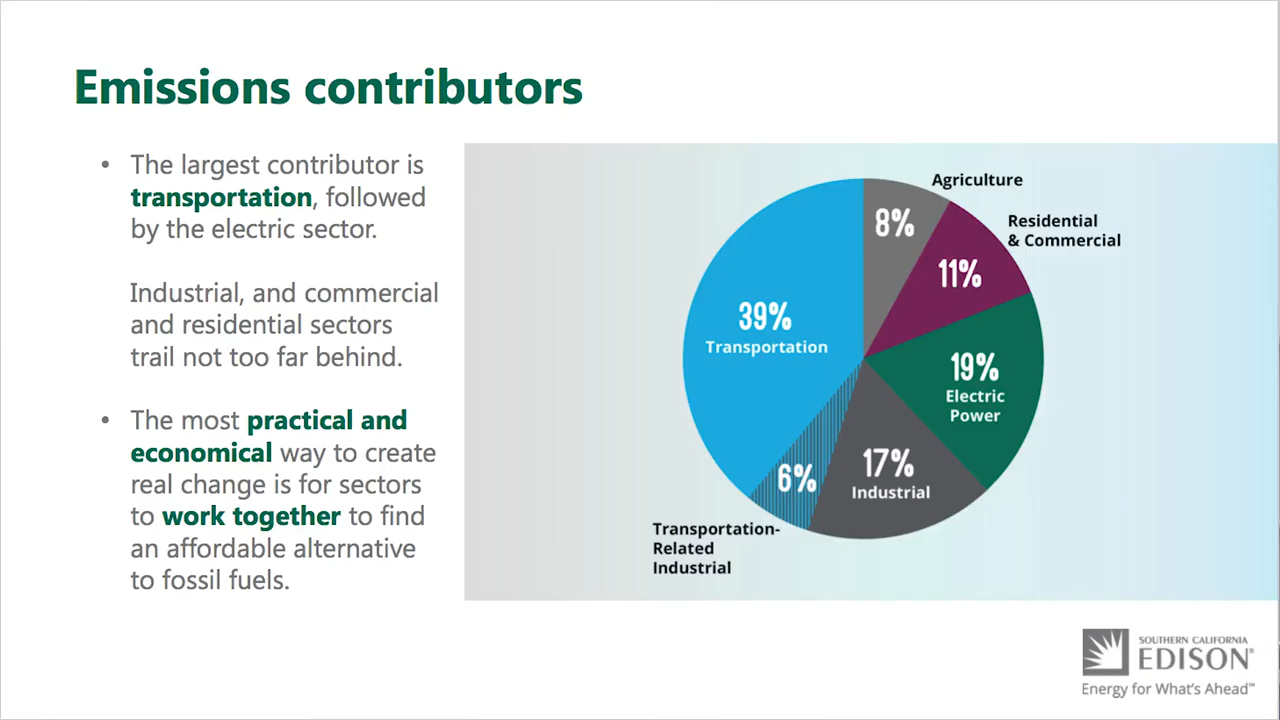 Emissions contributors
• The largest contributor is
transportation, followed
by the electric sector.
Industrial, and commercial
and residential sectors
trail not too far behind.
• The most practical and
economical way to create
real change is for sectors
to work together to find
an affordable alternative
to fossil fuels.
Agriculture
8%
Residential
& Commercial
11%
39%
Transportation
19%
Electric
Power
17%
Industrial
6%
Transportation-
Related
Industrial
SOUTHERN CALIFORNIA
EDISON®
Energy for What's Ahead℠